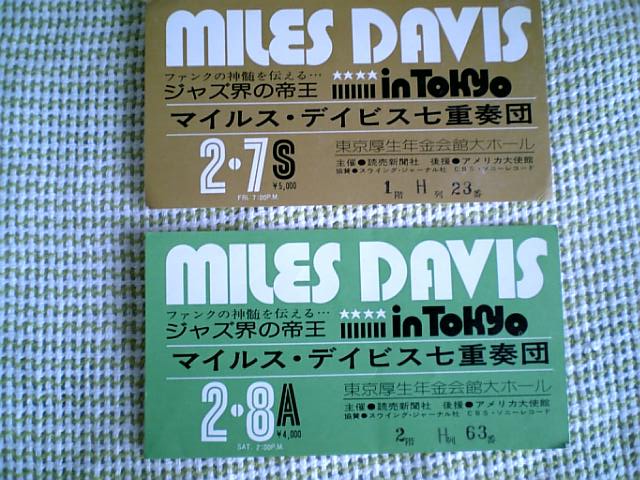 MILES DAVIS
ファンクの神髄を伝える…
ジャズ界の帝王 ★★★★ in Tokyo
マイルス・デイビス七重奏団
2・7 S ¥5,000
FRI. 7:00P.M.
東京厚生年金会館大ホール
主催●読売新聞社 後援●アメリカ大使館
協賛●スウイング・ジャーナル社 CBS・ソニーレコード
1階 H列 23番
MILES DAVIS
ファンクの神髄を伝える…
ジャズ界の帝王 ★★★★ in Tokyo
マイルス・デイビス七重奏団
2・8 A ¥4,000
SAT. 7:00P.M.
東京厚生年金会館大ホール
主催●読売新聞社 後援●アメリカ大使館
協賛●スウイング・ジャーナル社 CBS・ソニーレコード
2階 H列 63番